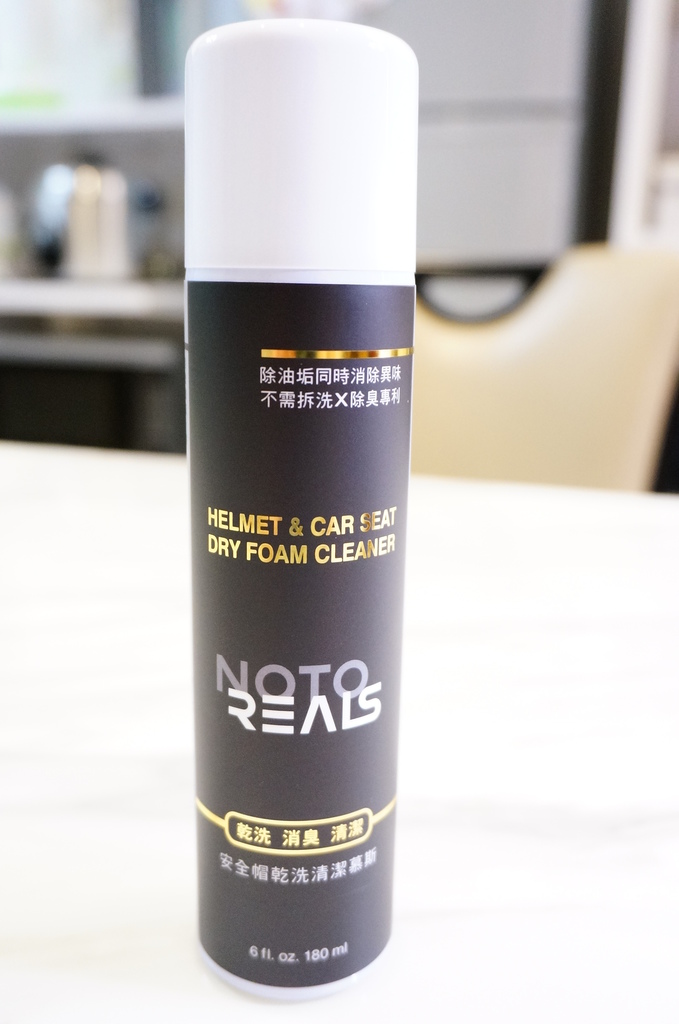 除油垢同時消除異味
不需拆洗X除臭專利
HELMET & CAR SEAT
DRY FOAM CLEANER
NOTO
REALS
乾洗 消臭 清潔
安全帽乾洗清潔慕斯
6 fl. oz. 180 ml